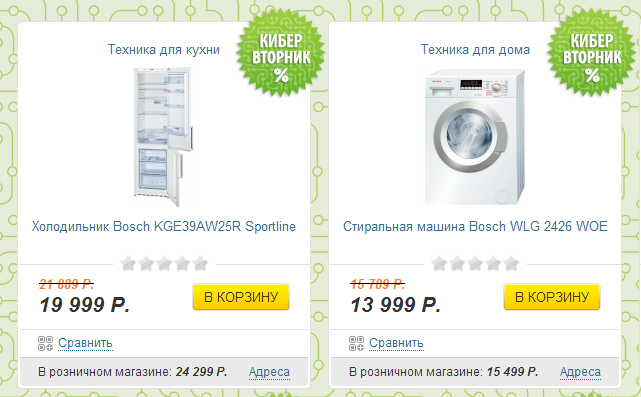 Техника для кухни
КИБЕР
ВТОРНИК
%
Холодильник Bosch KGE39AW25R Sportline
21 889 Р.
19 999 Р.
В КОРЗИНУ
Сравнить
В розничном магазине: 24 299 Р.
Адреса
Техника для дома
КИБЕР
ВТОРНИК
%
Стиральная машина Bosch WLG 2426 WOE
15 789 Р.
13 999 Р.
В КОРЗИНУ
Сравнить
В розничном магазине: 15 499 Р.
Адреса